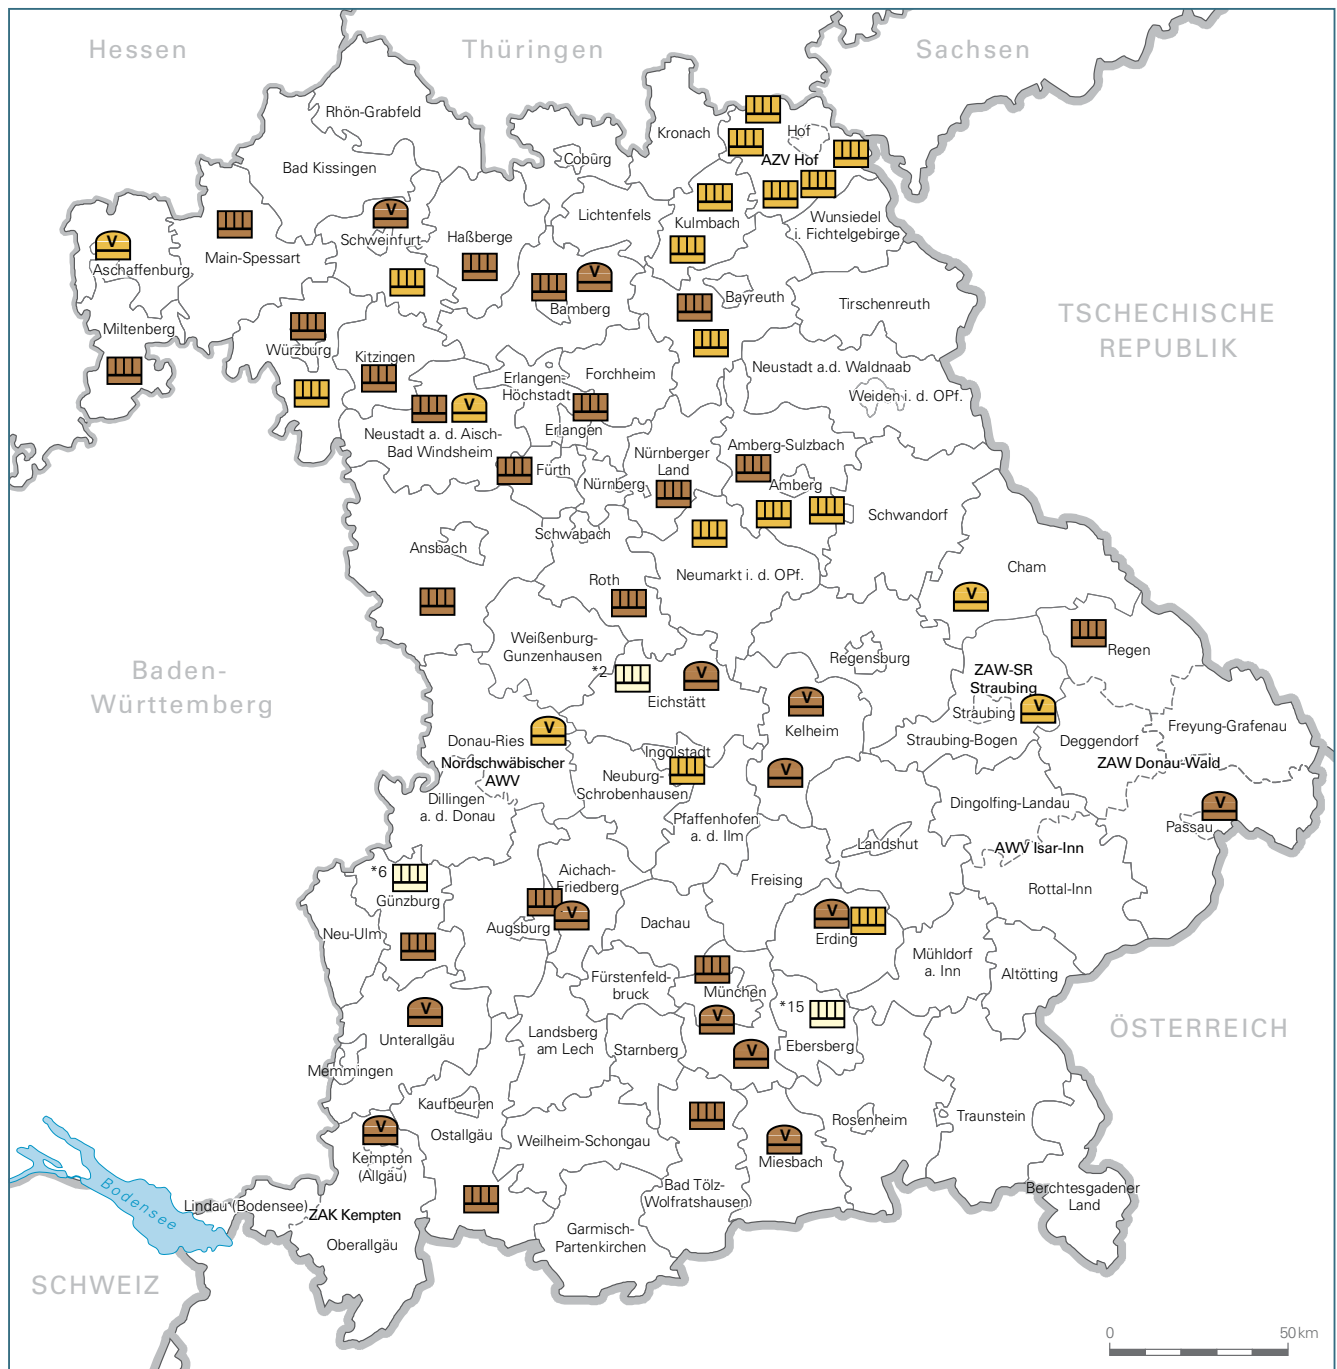 Hessen
Thüringen
Sachsen
Rhön-Grabfeld
Kronach
Hof
AZV Hof
Coburg
Bad Kissingen
Lichtenfels
Kulmbach
Wunsiedel
i. Fichtelgebirge
V
Schweinfurt
Haßberge
V
Aschaffenburg
Main-Spessart
V
Bamberg
Bayreuth
Tirschenreuth
TSCHECHISCHE
REPUBLIK
Miltenberg
Würzburg
Kitzingen
Erlangen-
Höchstadt
Forchheim
Neustadt a.d. Waldnaab
Weiden i. d. OPf.
V
Neustadt a. d. Aisch-
Bad Windsheim
Erlangen
Fürth
Nürnberg
Nürnberger
Land
Amberg-Sulzbach
Amberg
Schwandorf
Ansbach
Schwabach
Roth
Neumarkt i. d. OPf.
Cham
V
Weißenburg-
Gunzenhausen
Regensburg
Regen
Baden-
Württemberg
*2
V
Eichstätt
V
Kelheim
ZAW-SR
Straubing
Straubing
V
Straubing-Bogen
Deggendorf
Freyung-Grafenau
ZAW Donau-Wald
V
Donau-Ries
Nordschwäbischer
AWV
Dillingen
a. d. Donau
Ingolstadt
Neuburg-
Schrobenhausen
V
Pfaffenhofen
a. d. Ilm
Dingolfing-Landau
V
Passau
Landshut
AWV Isar-Inn
Rottal-Inn
*6
Günzburg
Aichach-
Friedberg
V
Augsburg
Freising
Dachau
V
Erding
Neu-Ulm
Mühldorf
a. Inn
Altötting
Fürstenfeld-
bruck
München
V
V
*15
Ebersberg
V
Unterallgäu
Landsberg
am Lech
Starnberg
ÖSTERREICH
Memmingen
Kaufbeuren
Ostallgäu
V
Kempten
(Allgäu)
Weilheim-Schongau
V
Miesbach
Rosenheim
Traunstein
Bad Tölz-
Wolfratshausen
Berchtesgadener
Land
Bodensee
Lindau (Bodensee)
ZAK Kempten
Oberallgäu
Garmisch-
Partenkirchen
SCHWEIZ
0 50 km